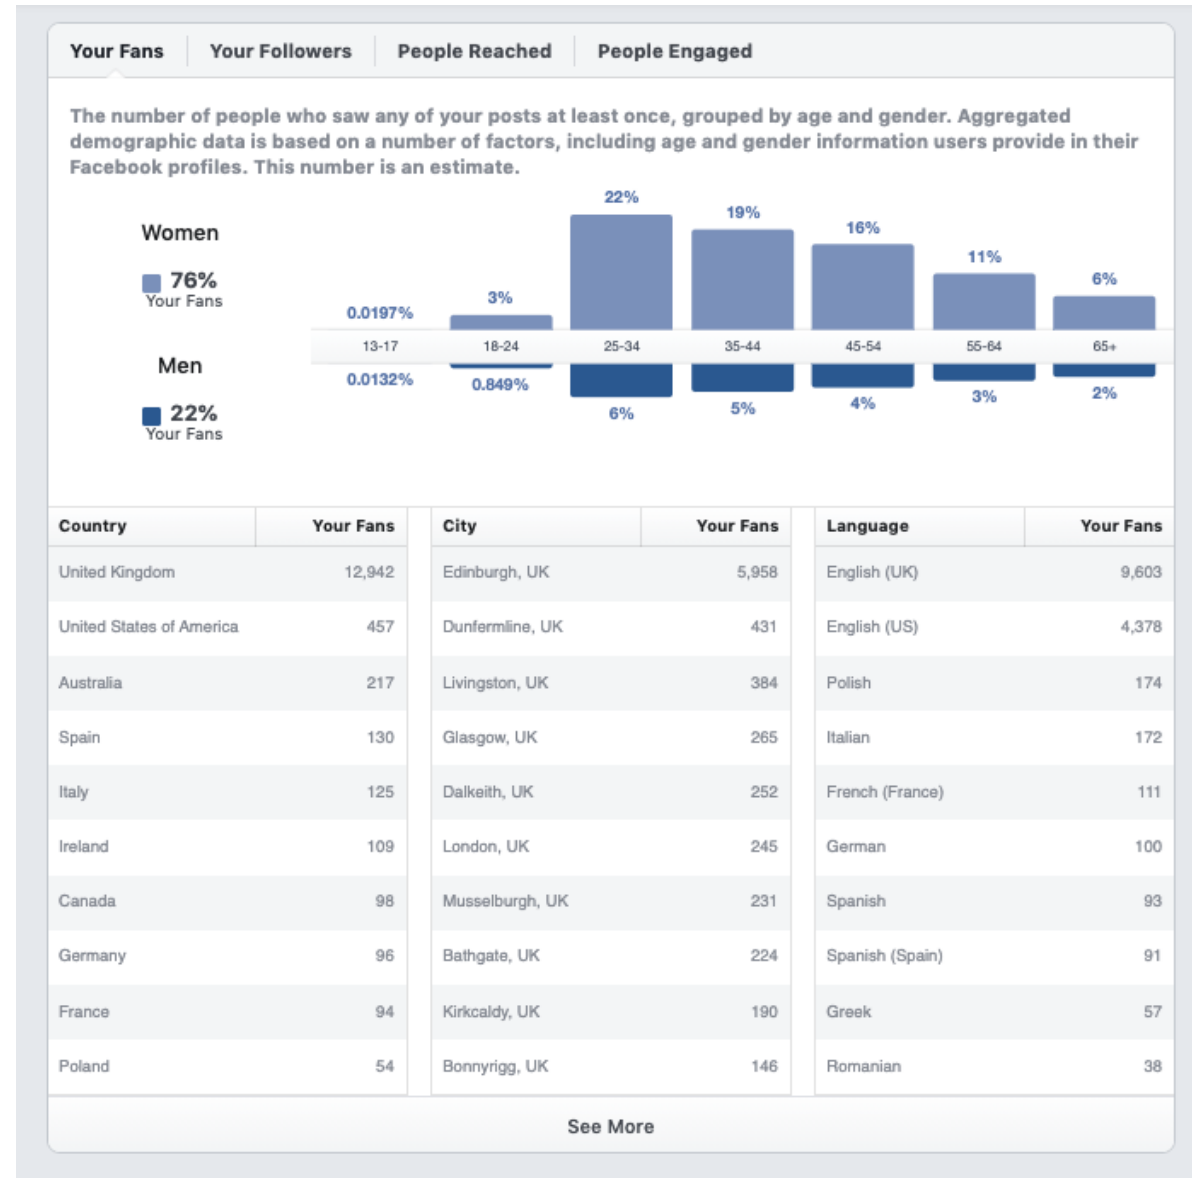 Your Fans Your Followers People Reached People Engaged
The number of people who saw any of your posts at least once, grouped by age and gender. Aggregated
demographic data is based on a number of factors, including age and gender information users provide in their
Facebook profiles. This number is an estimate.
Women
76%
Your Fans
Men
22%
Your Fans
0.0197% 3% 22% 19% 16% 11% 6%
13-17 18-24 25-34 35-44 45-54 55-64 65+
0.0132% 0.849% 6% 5% 4% 3% 2%
Country Your Fans City Your Fans Language Your Fans
United Kingdom 12,942 Edinburgh, UK 5,958 English (UK) 9,603
United States of America 457 Dunfermline, UK 431 English (US) 4,378
Australia 217 Livingston, UK 384 Polish 174
Spain 130 Glasgow, UK 265 Italian 172
Italy 125 Dalkeith, UK 252 French (France) 111
Ireland 109 London, UK 245 German 100
Canada 98 Musselburgh, UK 231 Spanish 93
Germany 96 Bathgate, UK 224 Spanish (Spain) 91
France 94 Kirkcaldy, UK 190 Greek 57
Poland 54 Bonnyrigg, UK 146 Romanian 38
See More